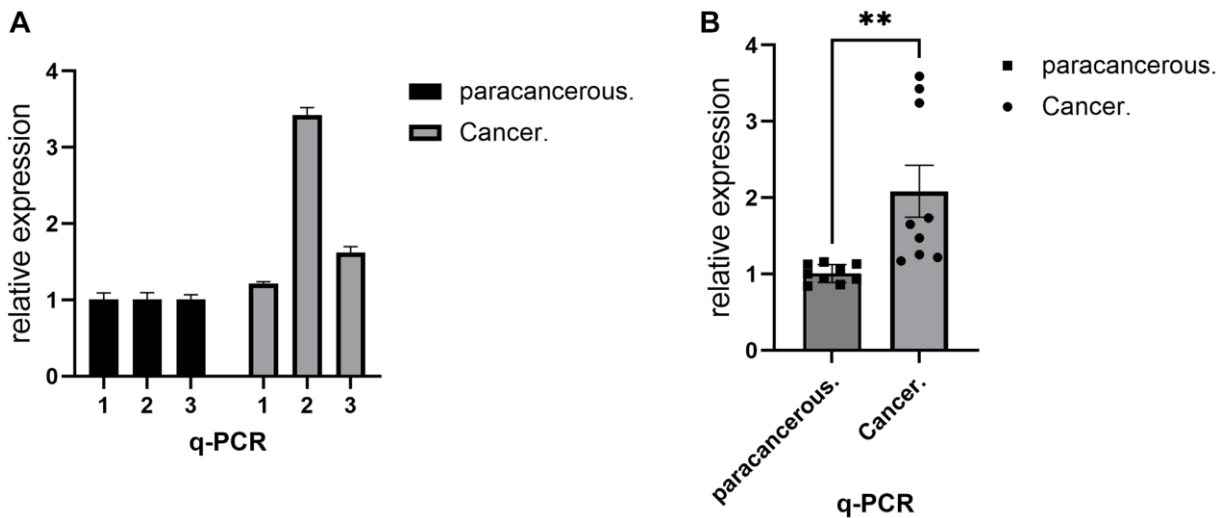 A
relative expression
4
3
2
1
0
1 2 3 1 2 3
q-PCR
paracancerous.
Cancer.
B
**
relative expression
4
3
2
1
0
paracancerous.
Cancer.
q-PCR
paracancerous.
Cancer.